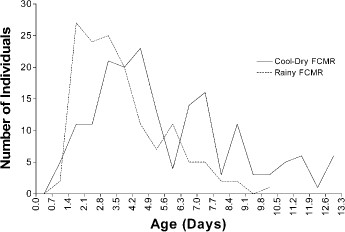 30
25
20
15
10
5
0
Number of Individuals
Cool-Dry FCMR
Rainy FCMR
0.0 0.7 1.4 2.1 2.8 3.5 4.2 4.9 5.6 6.3 7.0 7.7 8.4 9.1 9.8 10.5 11.2 11.9 12.6 13.3
Age (Days)